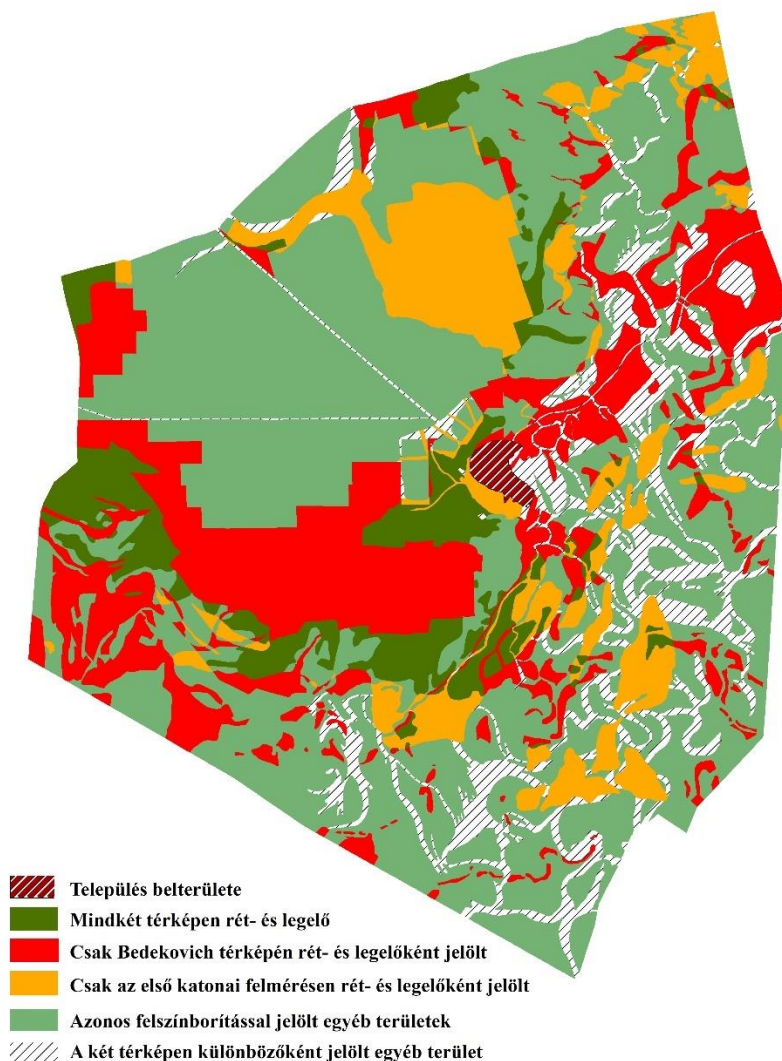 Település belterülete
Mindkét térképen rét- és legelő
Csak Bedekovich térképén rét- és legelőként jelölt
Csak az első katonai felmérésen rét- és legelőként jelölt
Azonos felszínborítással jelölt egyéb területek
A két térképen különbözőként jelölt egyéb terület